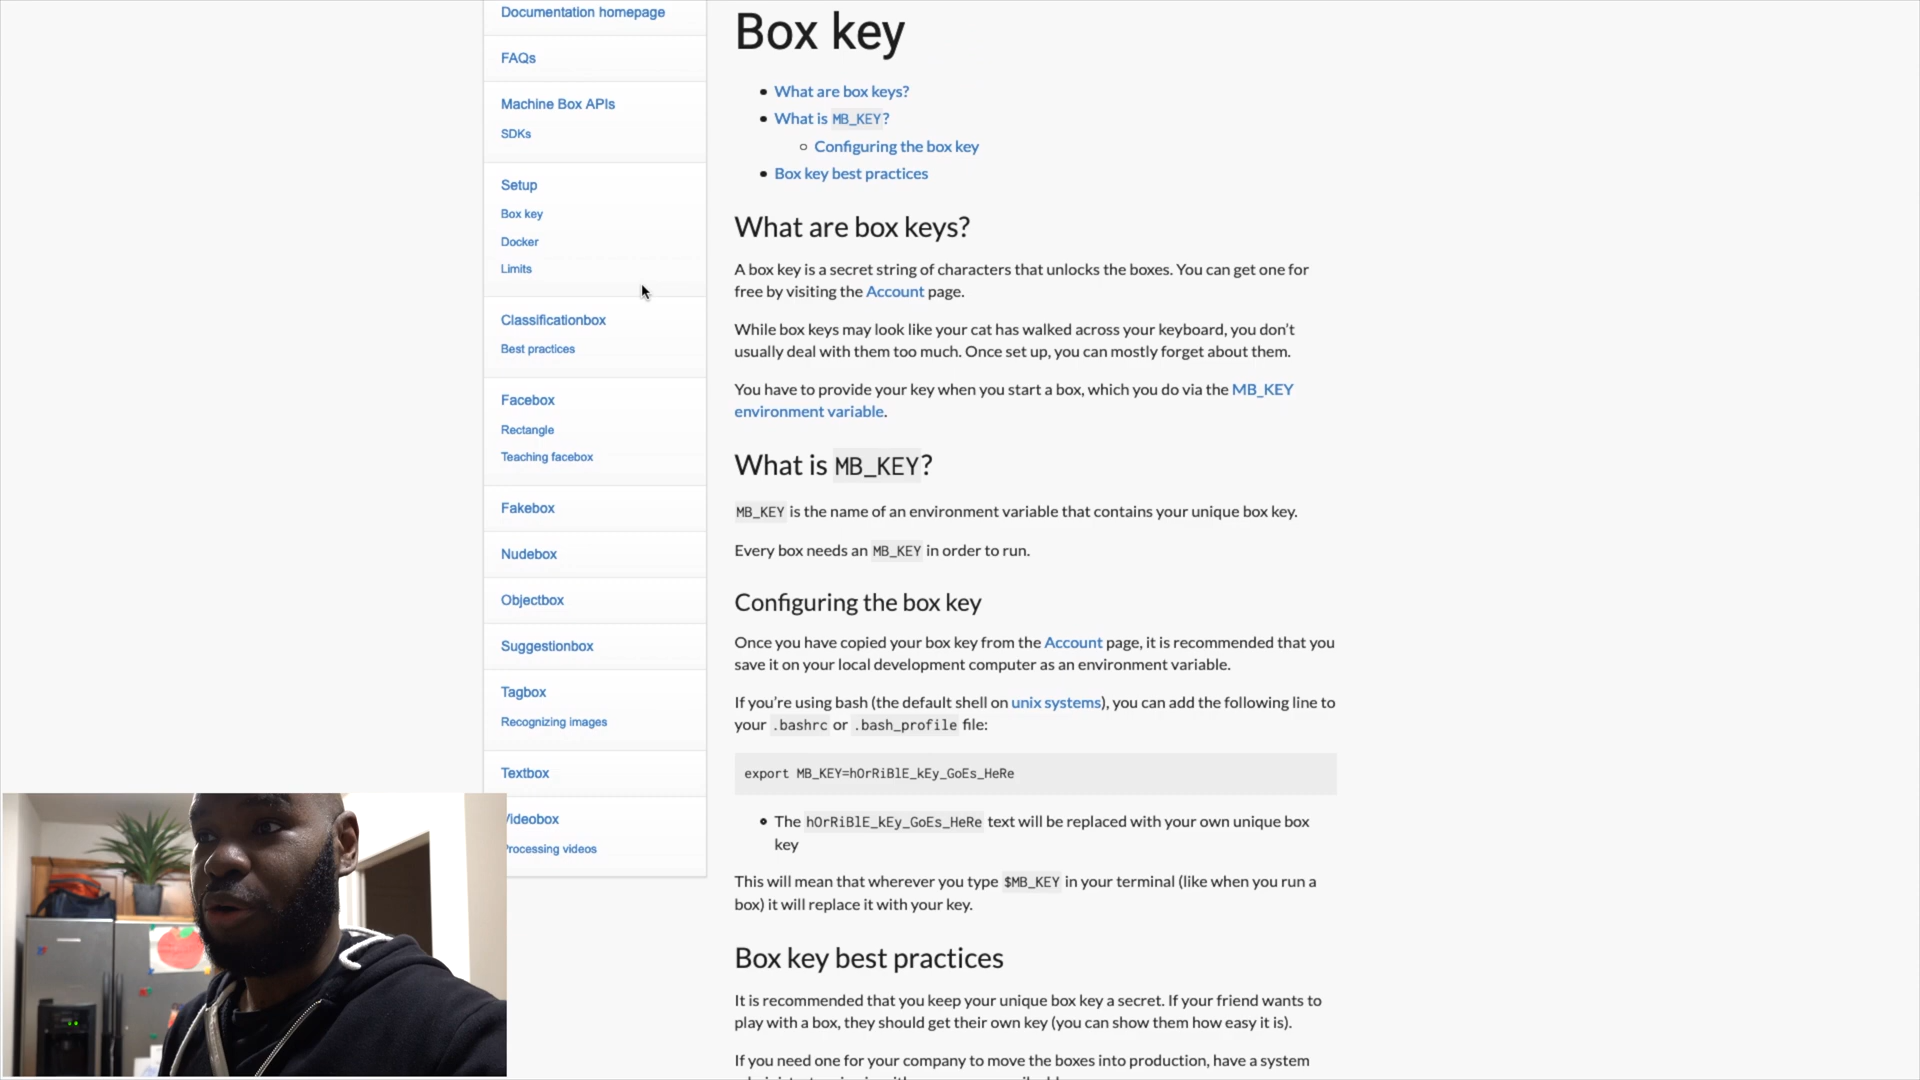 Documentation homepage
FAQs
Machine Box APIs
SDKs
Setup
Box key
Docker
Limits
Classificationbox
Best practices
Facebox
Rectangle
Teaching facebox
Fakebox
Nudebox
Objectbox
Suggestionbox
Tagbox
Recognizing images
Textbox
Videobox
Processing videos
Box key
What are box keys?
What is MB_KEY?
Configuring the box key
Box key best practices
What are box keys?
A box key is a secret string of characters that unlocks the boxes. You can get one for
free by visiting the Account page.
While box keys may look like your cat has walked across your keyboard, you don’t
usually deal with them too much. Once set up, you can mostly forget about them.
You have to provide your key when you start a box, which you do via the MB_KEY
environment variable.
What is MB_KEY?
MB_KEY is the name of an environment variable that contains your unique box key.
Every box needs an MB_KEY in order to run.
Configuring the box key
Once you have copied your box key from the Account page, it is recommended that you
save it on your local development computer as an environment variable.
If you’re using bash (the default shell on unix systems), you can add the following line to
your .bashrc or .bash_profile file:
export MB_KEY=hOrRiBlE_kEy_GoEs_HeRe
The hOrRiBlE_kEy_GoEs_HeRe text will be replaced with your own unique box
key
This will mean that wherever you type $MB_KEY in your terminal (like when you run a
box) it will replace it with your key.
Box key best practices
It is recommended that you keep your unique box key a secret. If your friend wants to
play with a box, they should get their own key (you can show them how easy it is).
If you need one for your company to move the boxes into production, have a system